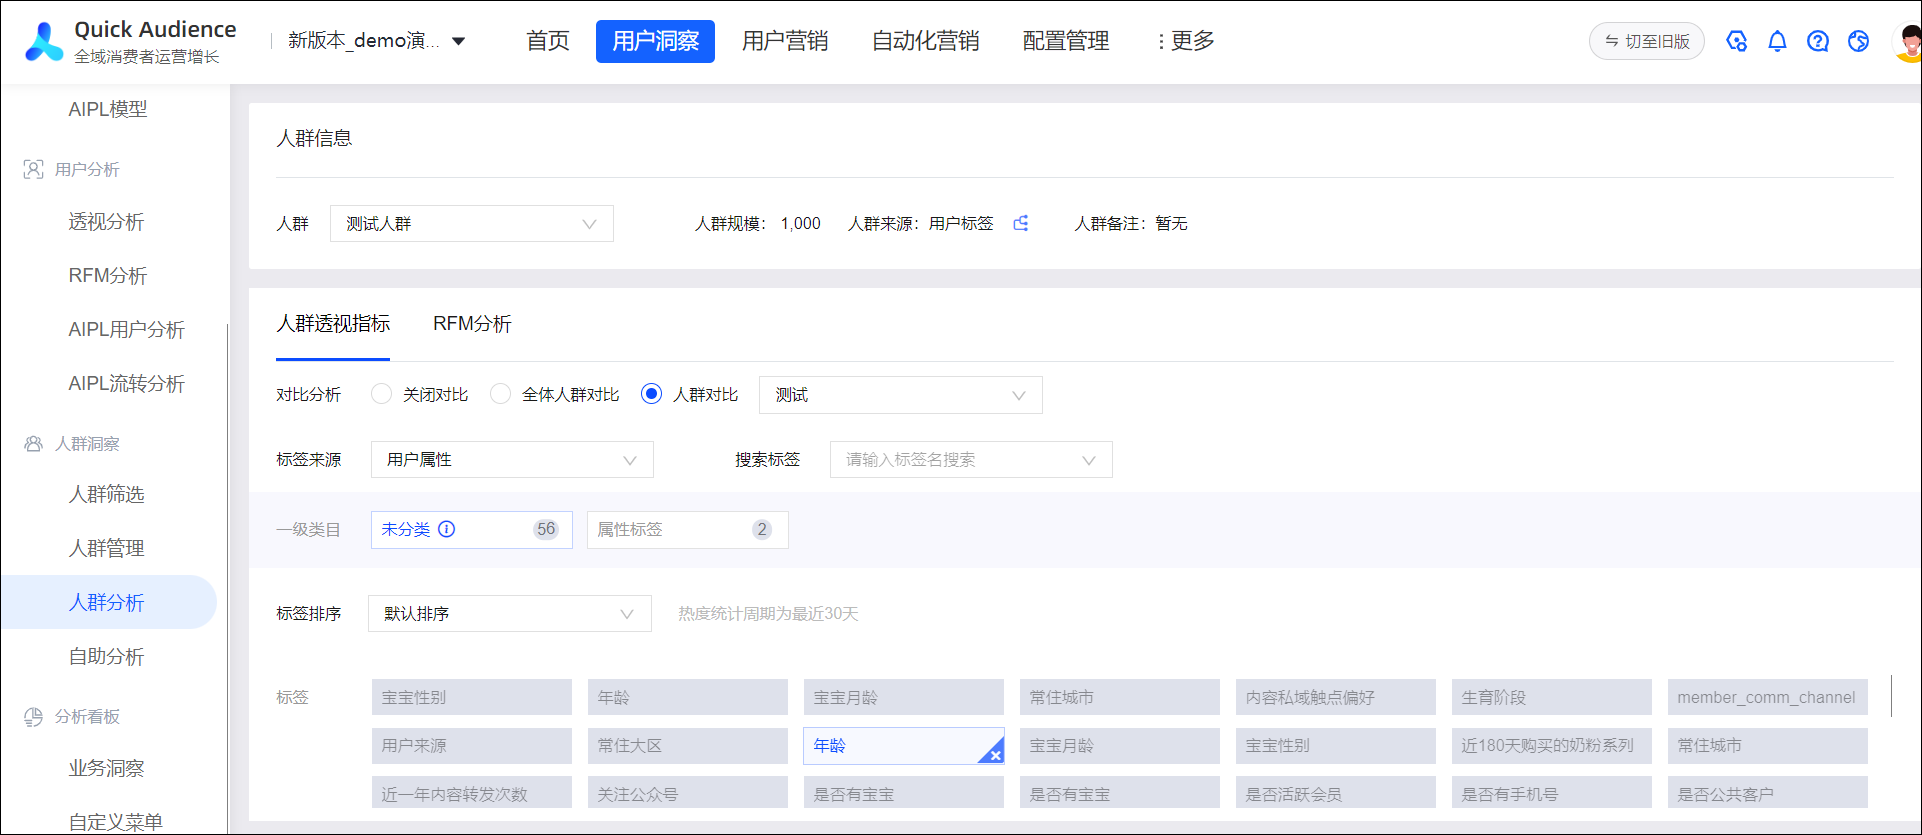 Quick Audience
全域消费者运营增长
新版本_demo演...
首页
用户洞察
用户营销
自动化营销
配置管理
更多
切至旧版
AIPL模型
用户分析
透视分析
RFM分析
AIPL用户分析
AIPL流转分析
人群洞察
人群筛选
人群管理
人群分析
自助分析
分析看板
业务洞察
自定义菜单
人群信息
人群 测试人群 人群规模： 1,000 人群来源：用户标签 人群备注：暂无
人群透视指标 RFM分析
对比分析 关闭对比 全体人群对比 人群对比 测试
标签来源 用户属性 搜索标签 请输入标签名搜索
一级类目 未分类 56 属性标签 2
标签排序 默认排序 热度统计周期为最近30天
标签 宝宝性别 年龄 宝宝月龄 常住城市 内容私域触点偏好 生育阶段 member_comm_channel
用户来源 常住大区 年龄 宝宝月龄 宝宝性别 近180天购买的奶粉系列 常住城市
近一年内容转发次数 关注公众号 是否有宝宝 是否有宝宝 是否活跃会员 是否有手机号 是否公共客户